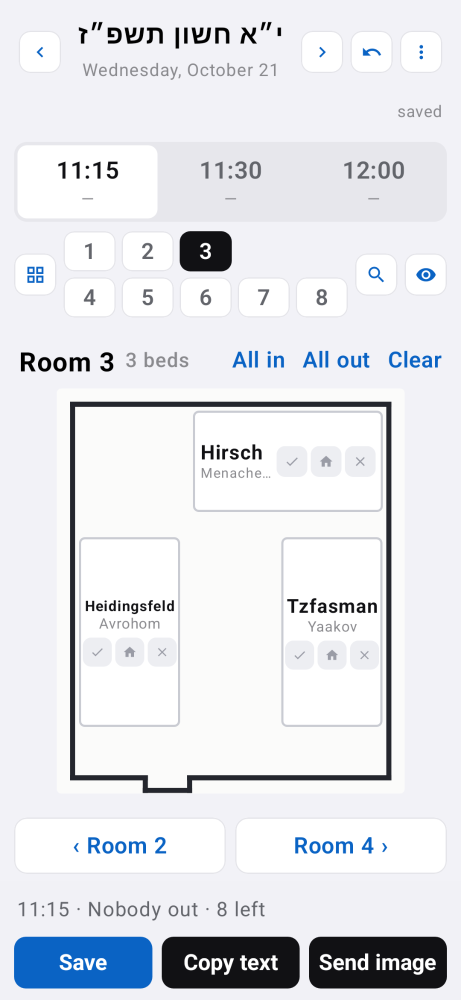 י״א חשון תשפ״ז
Wednesday, October 21
saved
11:15 11:30 12:00
– – –
1 2 3
4 5 6 7 8
Room 3 3 beds All in All out Clear
Hirsch
Menache…
Heidingsfeld
Avrohom
Tzfasman
Yaakov
‹ Room 2 Room 4 ›
11:15 · Nobody out · 8 left
Save Copy text Send image